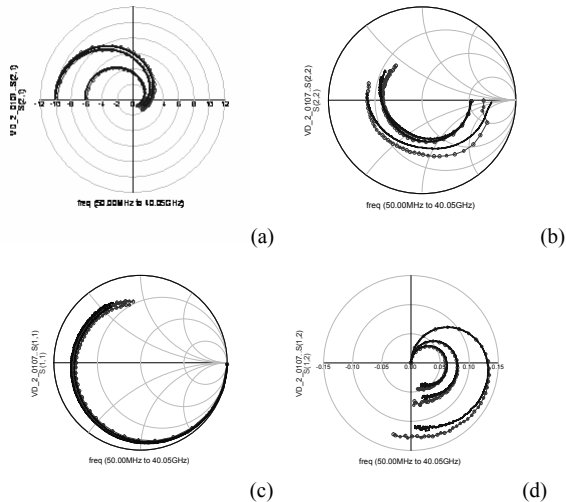 VD_2_0107..S(2,1)
S(2,1)
-12 -10 -8 -6 -4 -2 0 2 4 6 8 10 12
freq (50.00MHz to 40.05GHz)
(a)
VD_2_0107..S(2,2)
S(2,2)
freq (50.00MHz to 40.05GHz)
(b)
VD_2_0107..S(1,1)
S(1,1)
freq (50.00MHz to 40.05GHz)
(c)
VD_2_0107..S(1,2)
S(1,2)
-0.15 -0.10 -0.05 0.00 0.05 0.10 0.15
freq (50.00MHz to 40.05GHz)
(d)